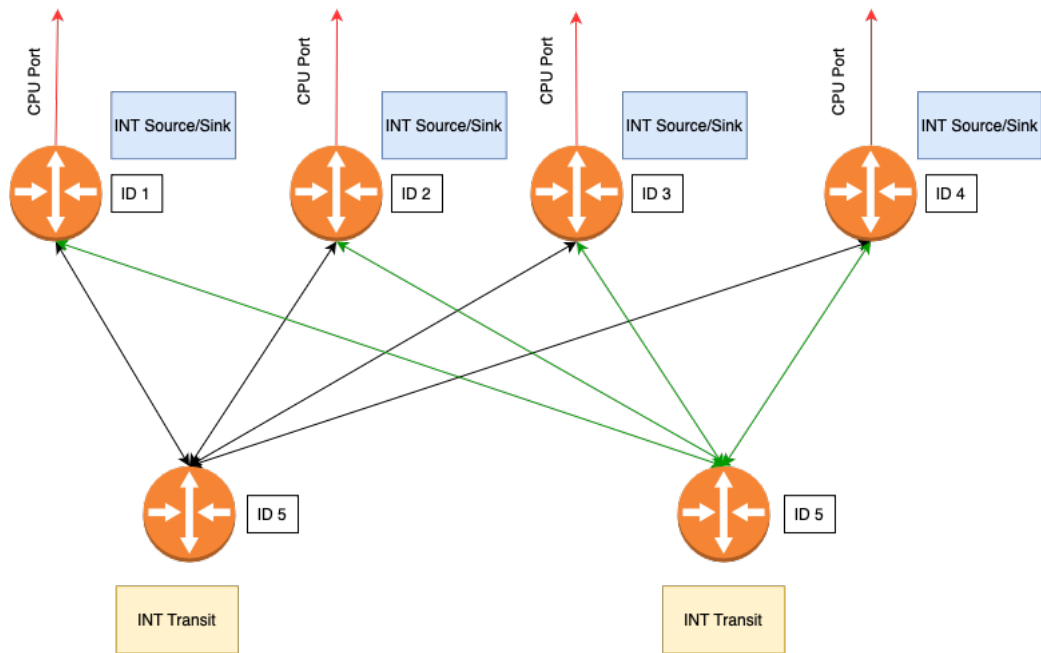 CPU Port
CPU Port
CPU Port
CPU Port
INT Source/Sink
INT Source/Sink
INT Source/Sink
INT Source/Sink
ID 1
ID 2
ID 3
ID 4
ID 5
ID 5
INT Transit
INT Transit